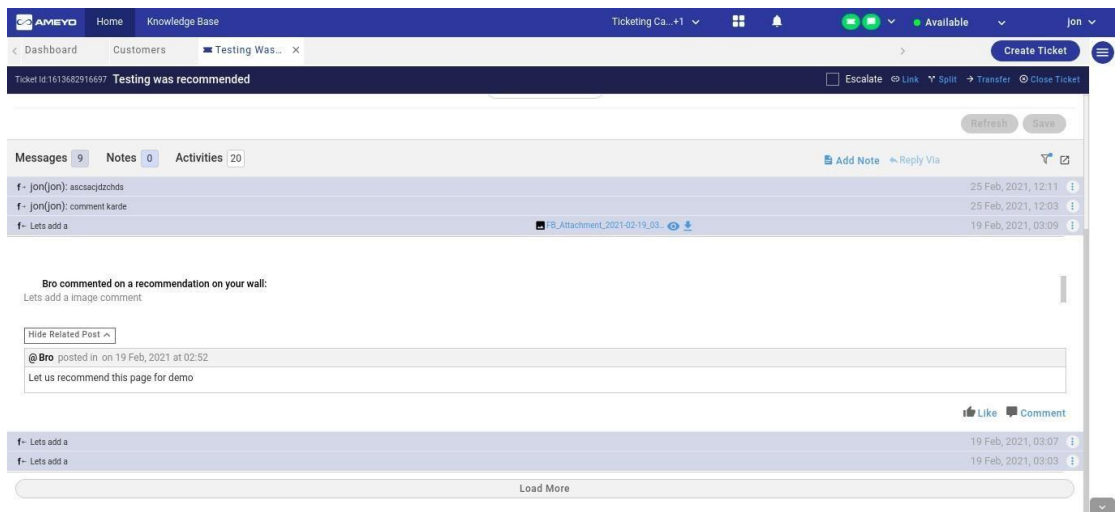 AMEYO Home Knowledge Base Ticketing Ca...+1 Available jon
Dashboard Customers Testing Was... × Create Ticket
Ticket Id:1613682916697 Testing was recommended Escalate Link Split Transfer Close Ticket
Refresh Save
Messages 9 Notes 0 Activities 20 Add Note Reply Via
jon(jon): ascsacjdzchds 25 Feb, 2021, 12:11
jon(jon): comment karde 25 Feb, 2021, 12:03
Lets add a FB_Attachment_2021-02-19_03... 19 Feb, 2021, 03:09
Bro commented on a recommendation on your wall:
Lets add a image comment
Hide Related Post
@ Bro posted in on 19 Feb, 2021 at 02:52
Let us recommend this page for demo
Like Comment
Lets add a 19 Feb, 2021, 03:07
Lets add a 19 Feb, 2021, 03:03
Load More